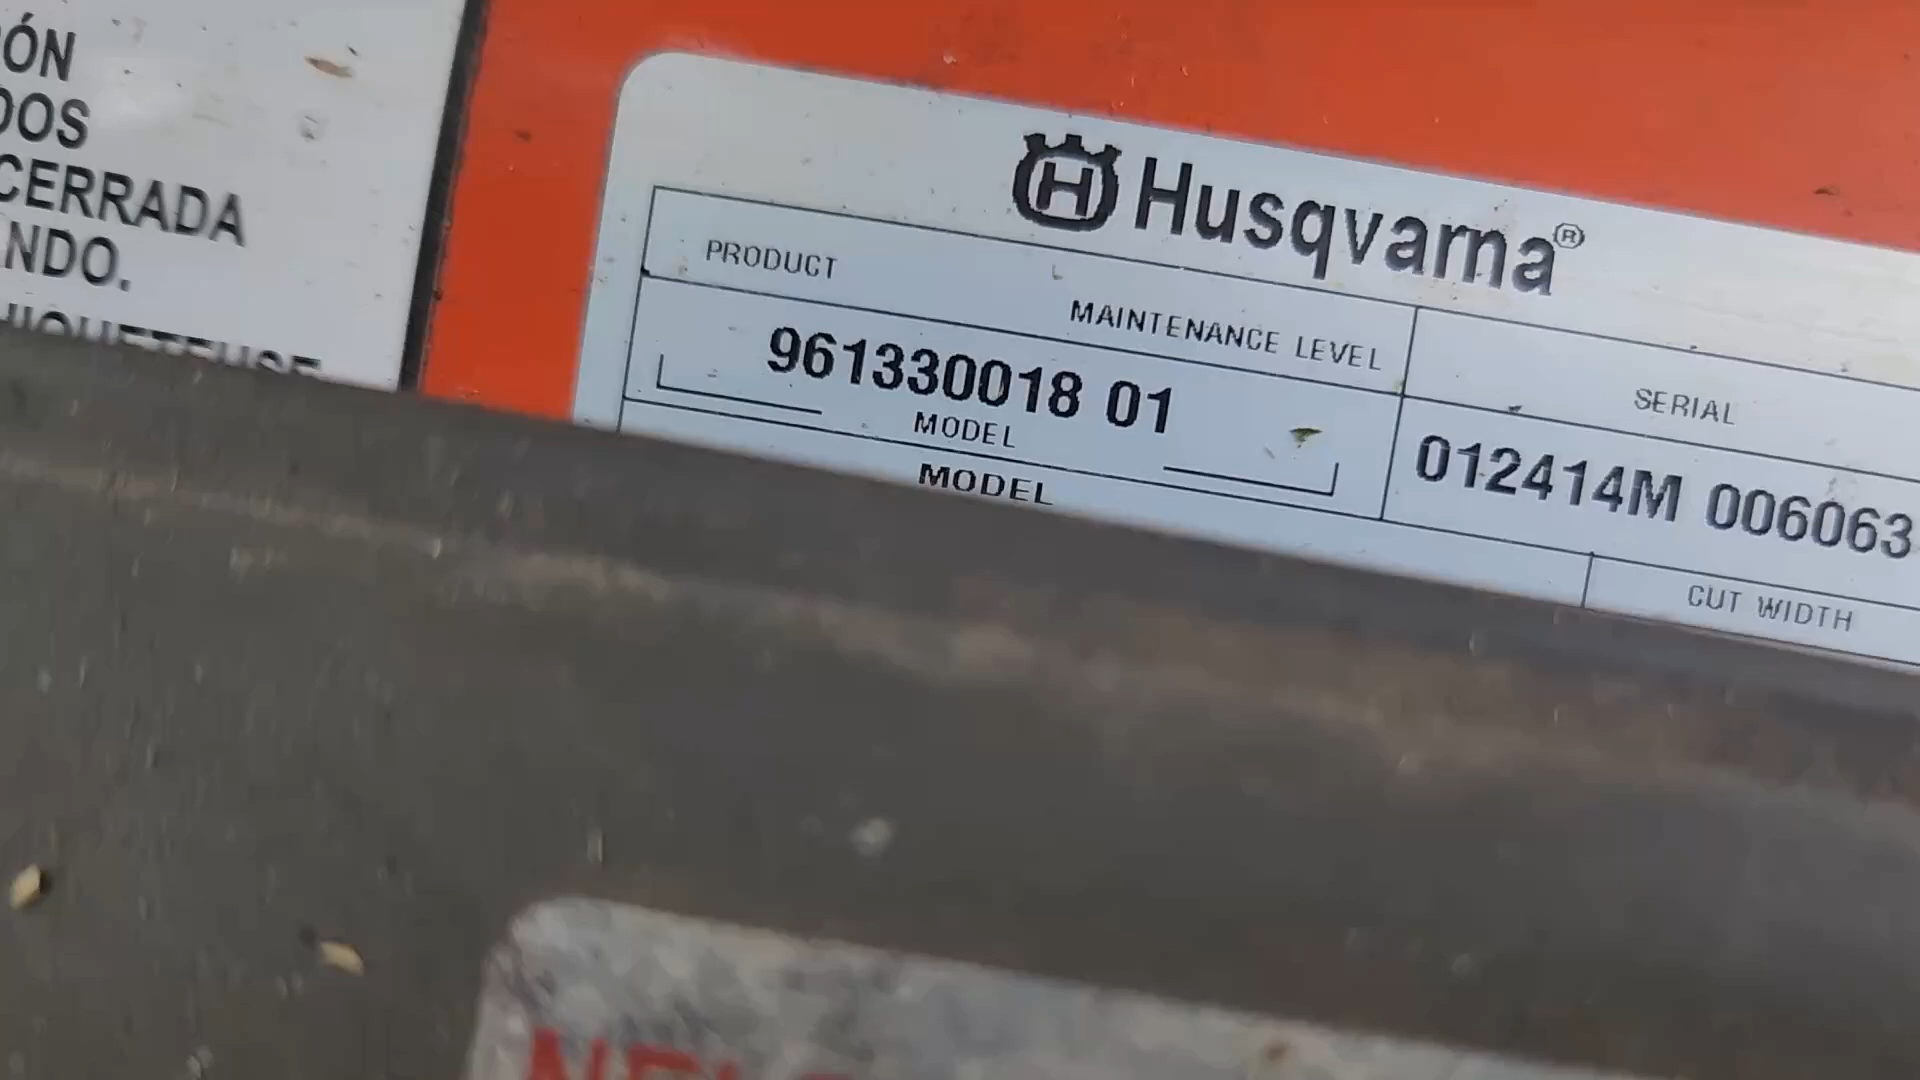 ÓN
DOS
CERRADA
NDO.
Husqvarna®
PRODUCT
MAINTENANCE LEVEL
961330018 01
MODEL
MODEL
SERIAL
012414M 006063
CUT WIDTH